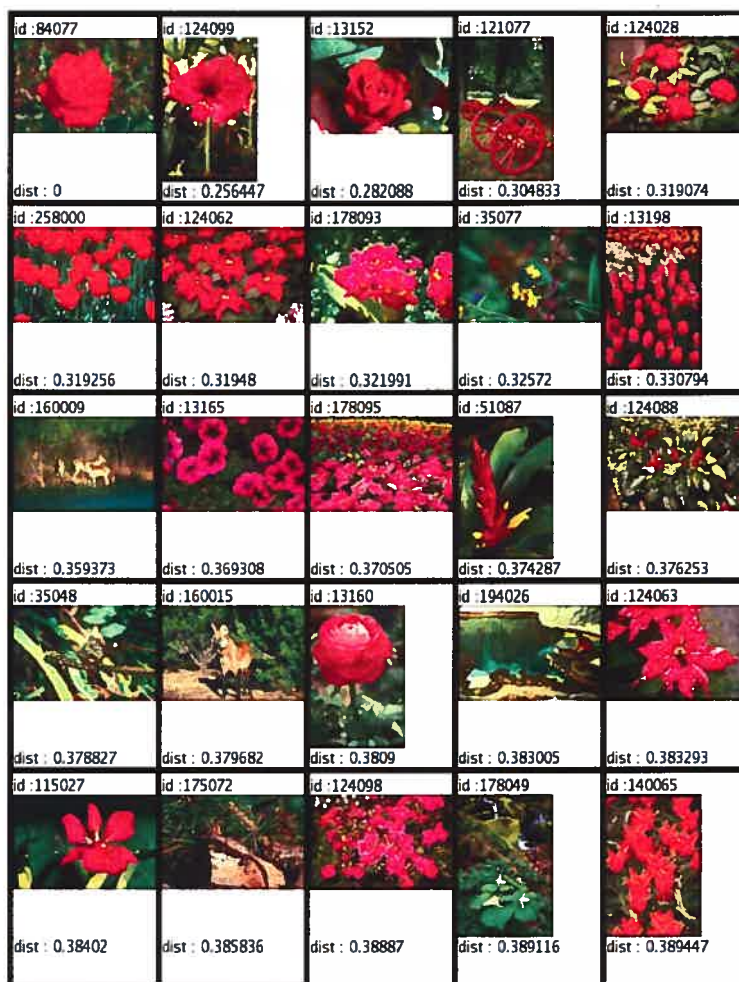 id :84077 id :124099 id :13152 id :121077 id :124028
dist : 0 dist : 0.256447 dist : 0.282088 dist : 0.304833 dist : 0.319074
id :258000 id :124062 id :178093 id :35077 id :13198
dist : 0.319256 dist : 0.31948 dist : 0.321991 dist : 0.32572 dist : 0.330794
id :160009 id :13165 id :178095 id :51087 id :124088
dist : 0.359373 dist : 0.369308 dist : 0.370505 dist : 0.374287 dist : 0.376253
id :35048 id :160015 id :13160 id :194026 id :124063
dist : 0.378827 dist : 0.379682 dist : 0.3809 dist : 0.383005 dist : 0.383293
id :115027 id :175072 id :124098 id :178049 id :140065
dist : 0.38402 dist : 0.385836 dist : 0.38887 dist : 0.389116 dist : 0.389447